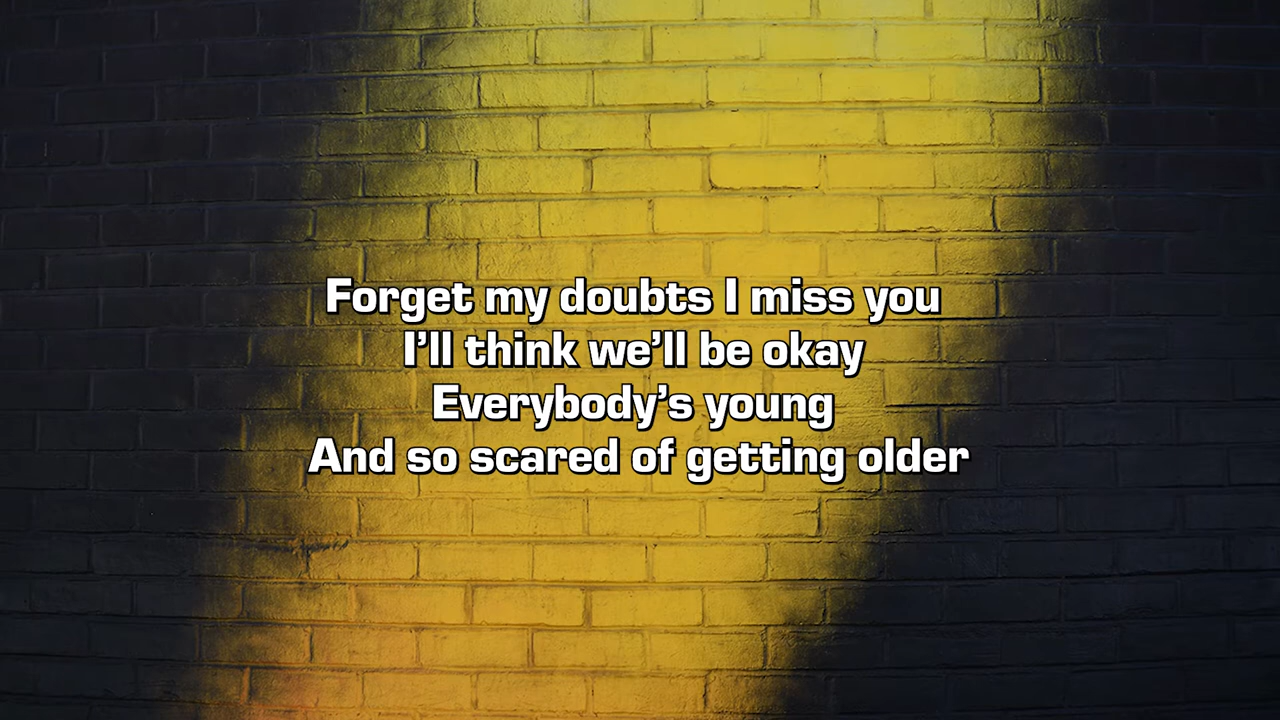 Forget my doubts I miss you
I’ll think we’ll be okay
Everybody’s young
And so scared of getting older